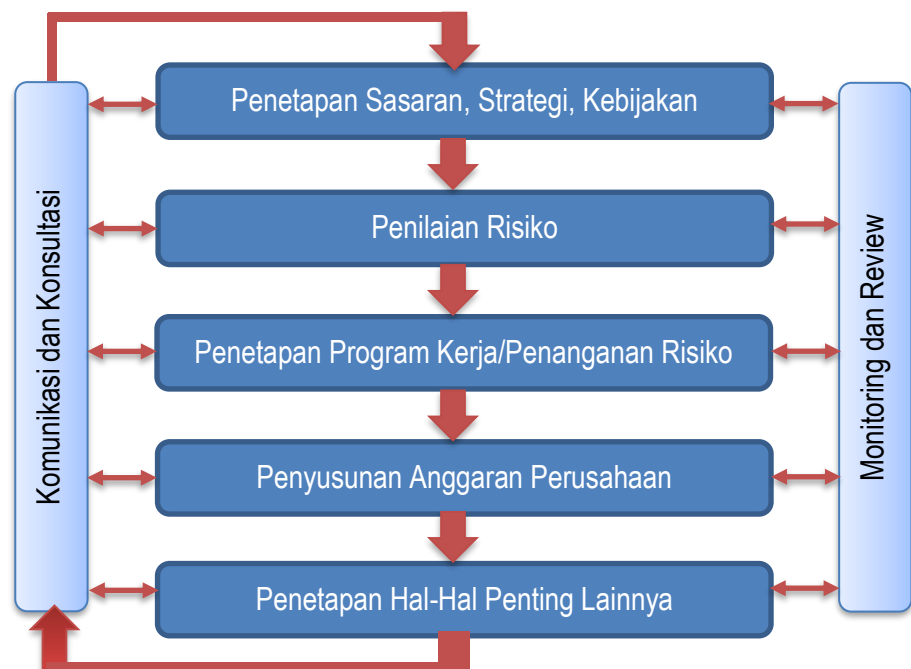 Penetapan Sasaran, Strategi, Kebijakan
Komunikasi dan Konsultasi
Penilaian Risiko
Monitoring dan Review
Penetapan Program Kerja/Penanganan Risiko
Penyusunan Anggaran Perusahaan
Penetapan Hal-Hal Penting Lainnya